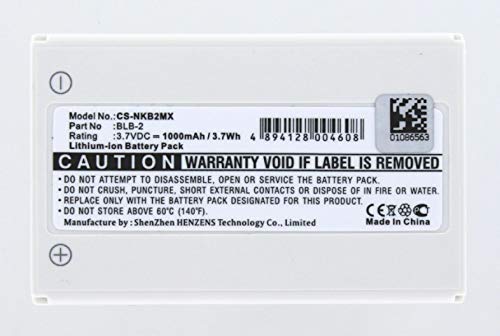 Model No.: CS-NKB2MX
Part No : BLB-2
Rating : 3.7VDC ⎓ 1000mAh / 3.7Wh
Lithium-ion Battery Pack
4 894128 004608
01086563
CAUTION WARRANTY VOID IF LABEL IS REMOVED.
•DO NOT ATTEMPT TO DISASSEMBLE, OPEN OR SERVICE THE BATTERY PACK.
•DO NOT CRUSH, PUNCTURE, SHORT EXTERNAL CONTACTS OR DISPOSE OF IN FIRE OR WATER.
•REPLACE ONLY WITH BATTERY PACK DESIGNATED FOR THIS PRODUCT.
•DO NOT STORE ABOVE 60℃ (140℉).
Manufacture by : ShenZhen HENZENS Technology Co., Limited
CE
Made In China